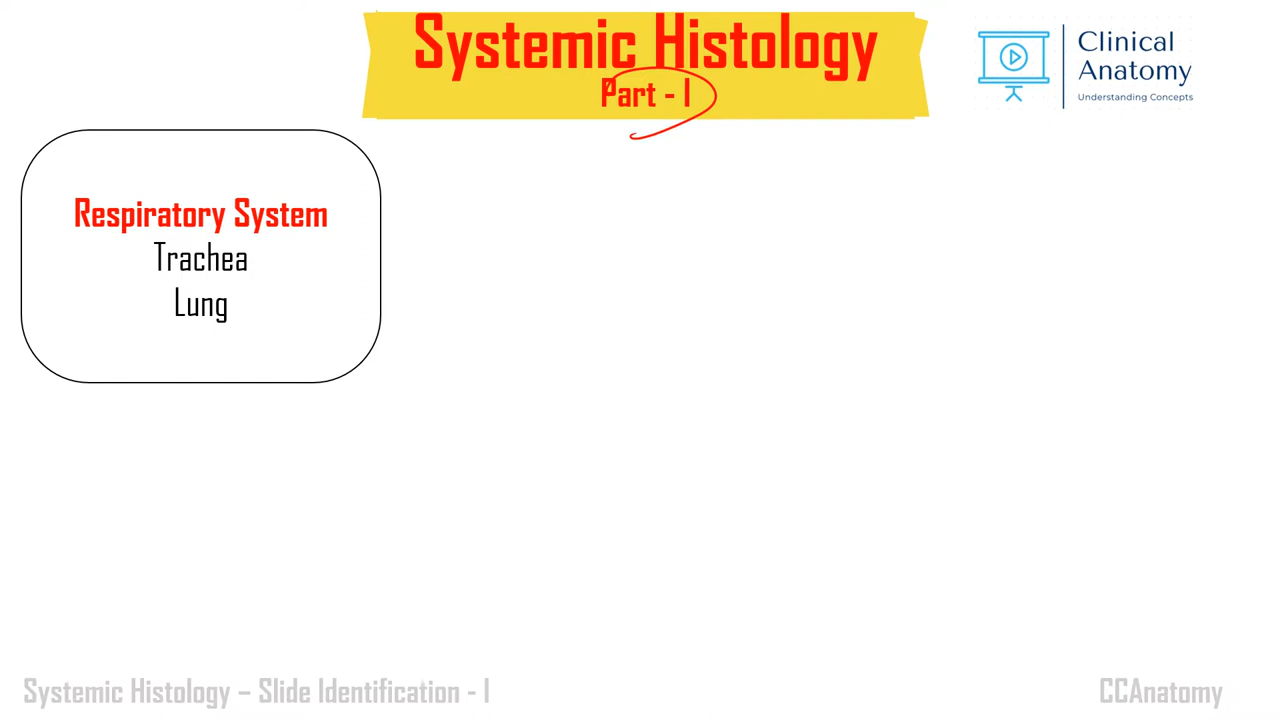 Systemic Histology
Part - I
Clinical
Anatomy
Understanding Concepts
Respiratory System
Trachea
Lung
Systemic Histology – Slide Identification - I
CCAnatomy